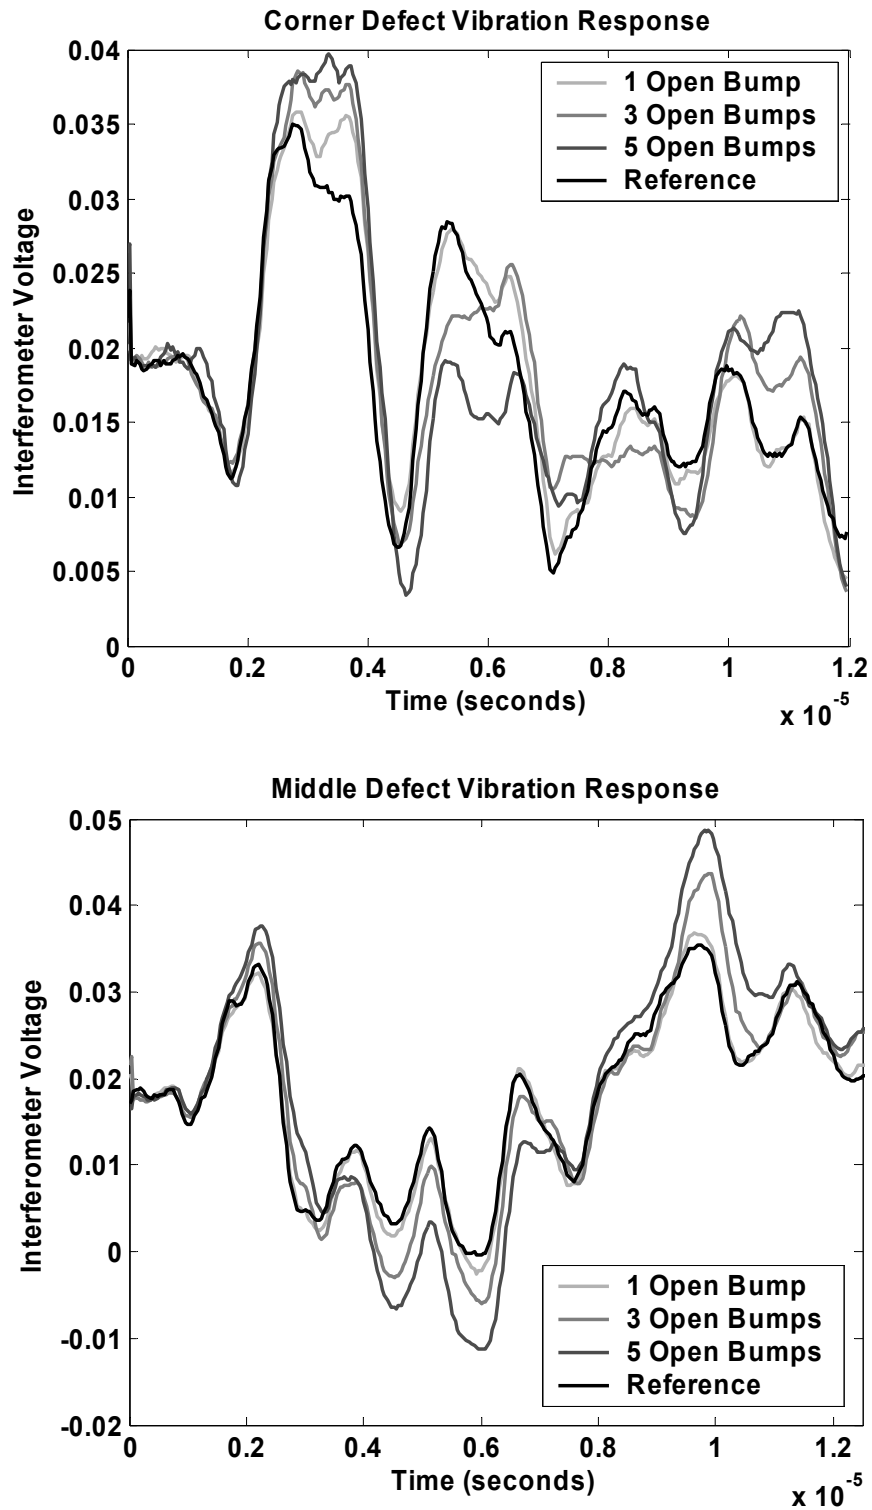 Corner Defect Vibration Response
0.04
0.035
0.03
0.025
0.02
0.015
0.01
0.005
0
Interferometer Voltage
1 Open Bump
3 Open Bumps
5 Open Bumps
Reference
0 0.2 0.4 0.6 0.8 1 1.2
Time (seconds)
x 10⁻⁵
Middle Defect Vibration Response
0.05
0.04
0.03
0.02
0.01
0
-0.01
-0.02
Interferometer Voltage
1 Open Bump
3 Open Bumps
5 Open Bumps
Reference
0 0.2 0.4 0.6 0.8 1 1.2
Time (seconds)
x 10⁻⁵